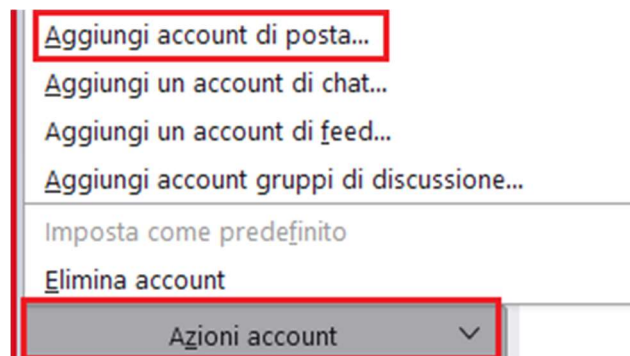 Aggiungi account di posta...
Aggiungi un account di chat...
Aggiungi un account di feed...
Aggiungi account gruppi di discussione...
Imposta come predefinito
Elimina account
Azioni account